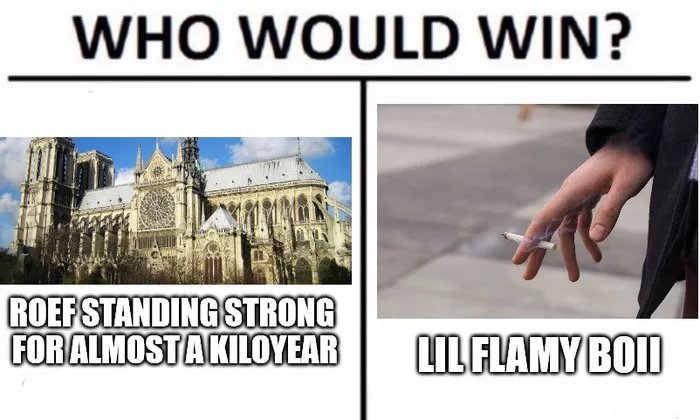 WHO WOULD WIN?
ROEF STANDING STRONG
FOR ALMOST A KILOYEAR
LIL FLAMY BOII